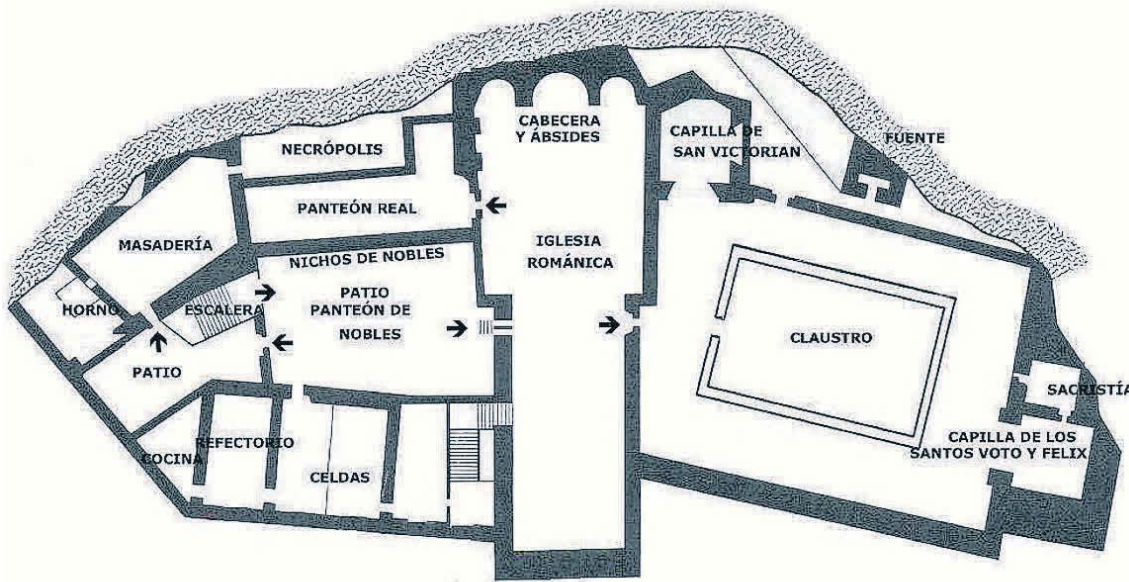 CABECERA
Y ÁBSIDES
CAPILLA DE
SAN VICTORIAN
FUENTE
NECRÓPOLIS
PANTEÓN REAL
MASADERÍA
NICHOS DE NOBLES
IGLESIA
ROMÁNICA
HORNO
ESCALERA
PATIO
PANTEÓN DE
NOBLES
CLAUSTRO
PATIO
SACRISTÍA
COCINA
REFECTORIO
CELDAS
CAPILLA DE LOS
SANTOS VOTO Y FELIX